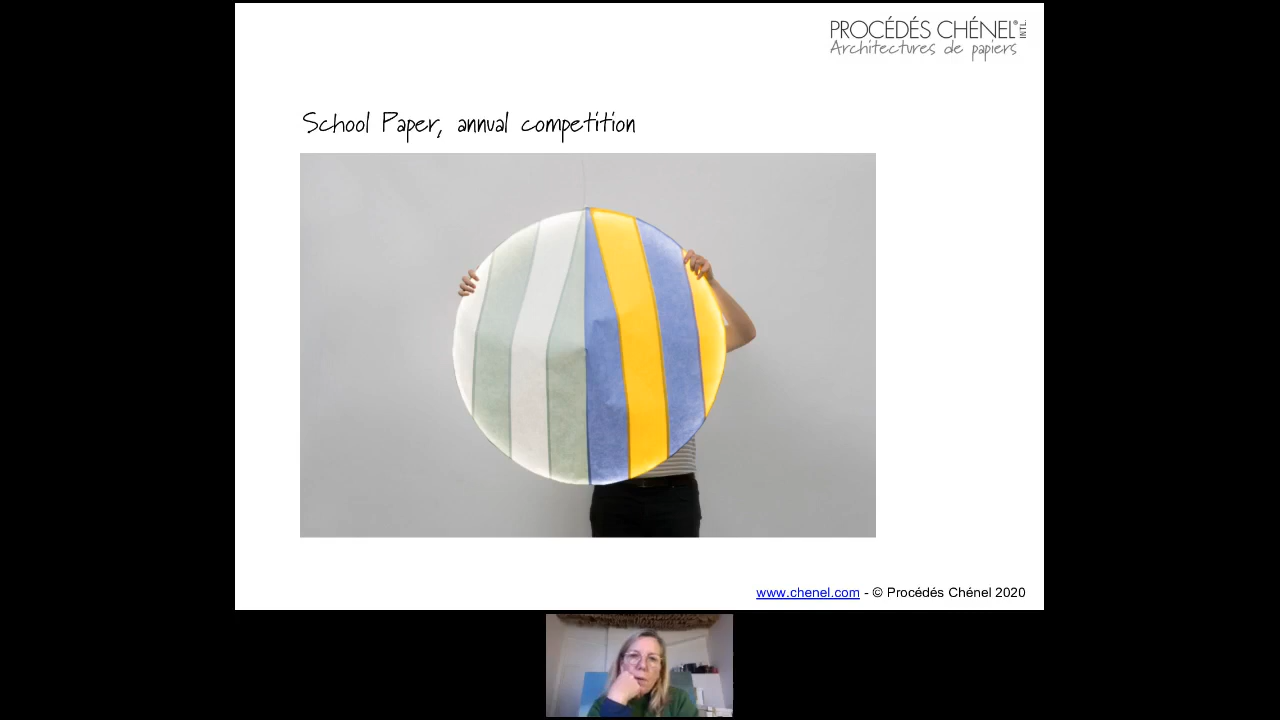 PROCÉDÉS CHÉNEL® INTL.
Architectures de papiers
School Paper, annual competition
www.chenel.com - © Procédés Chénel 2020